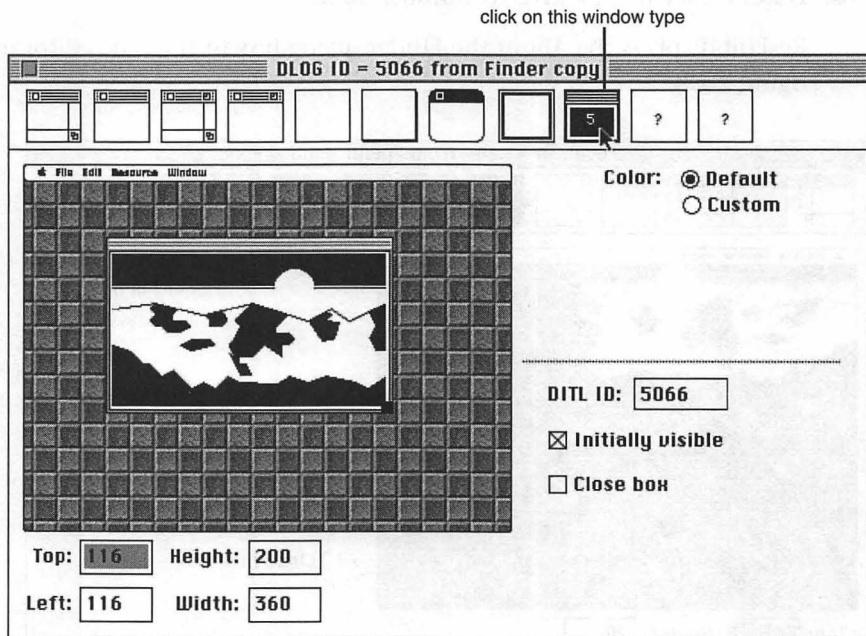 click on this window type
DLOG ID = 5066 from Finder copy
5 ? ?
File Edit Resource Window
Color: Default
Custom
DITL ID: 5066
Initially visible
Close box
Top: 116 Height: 200
Left: 116 Width: 360